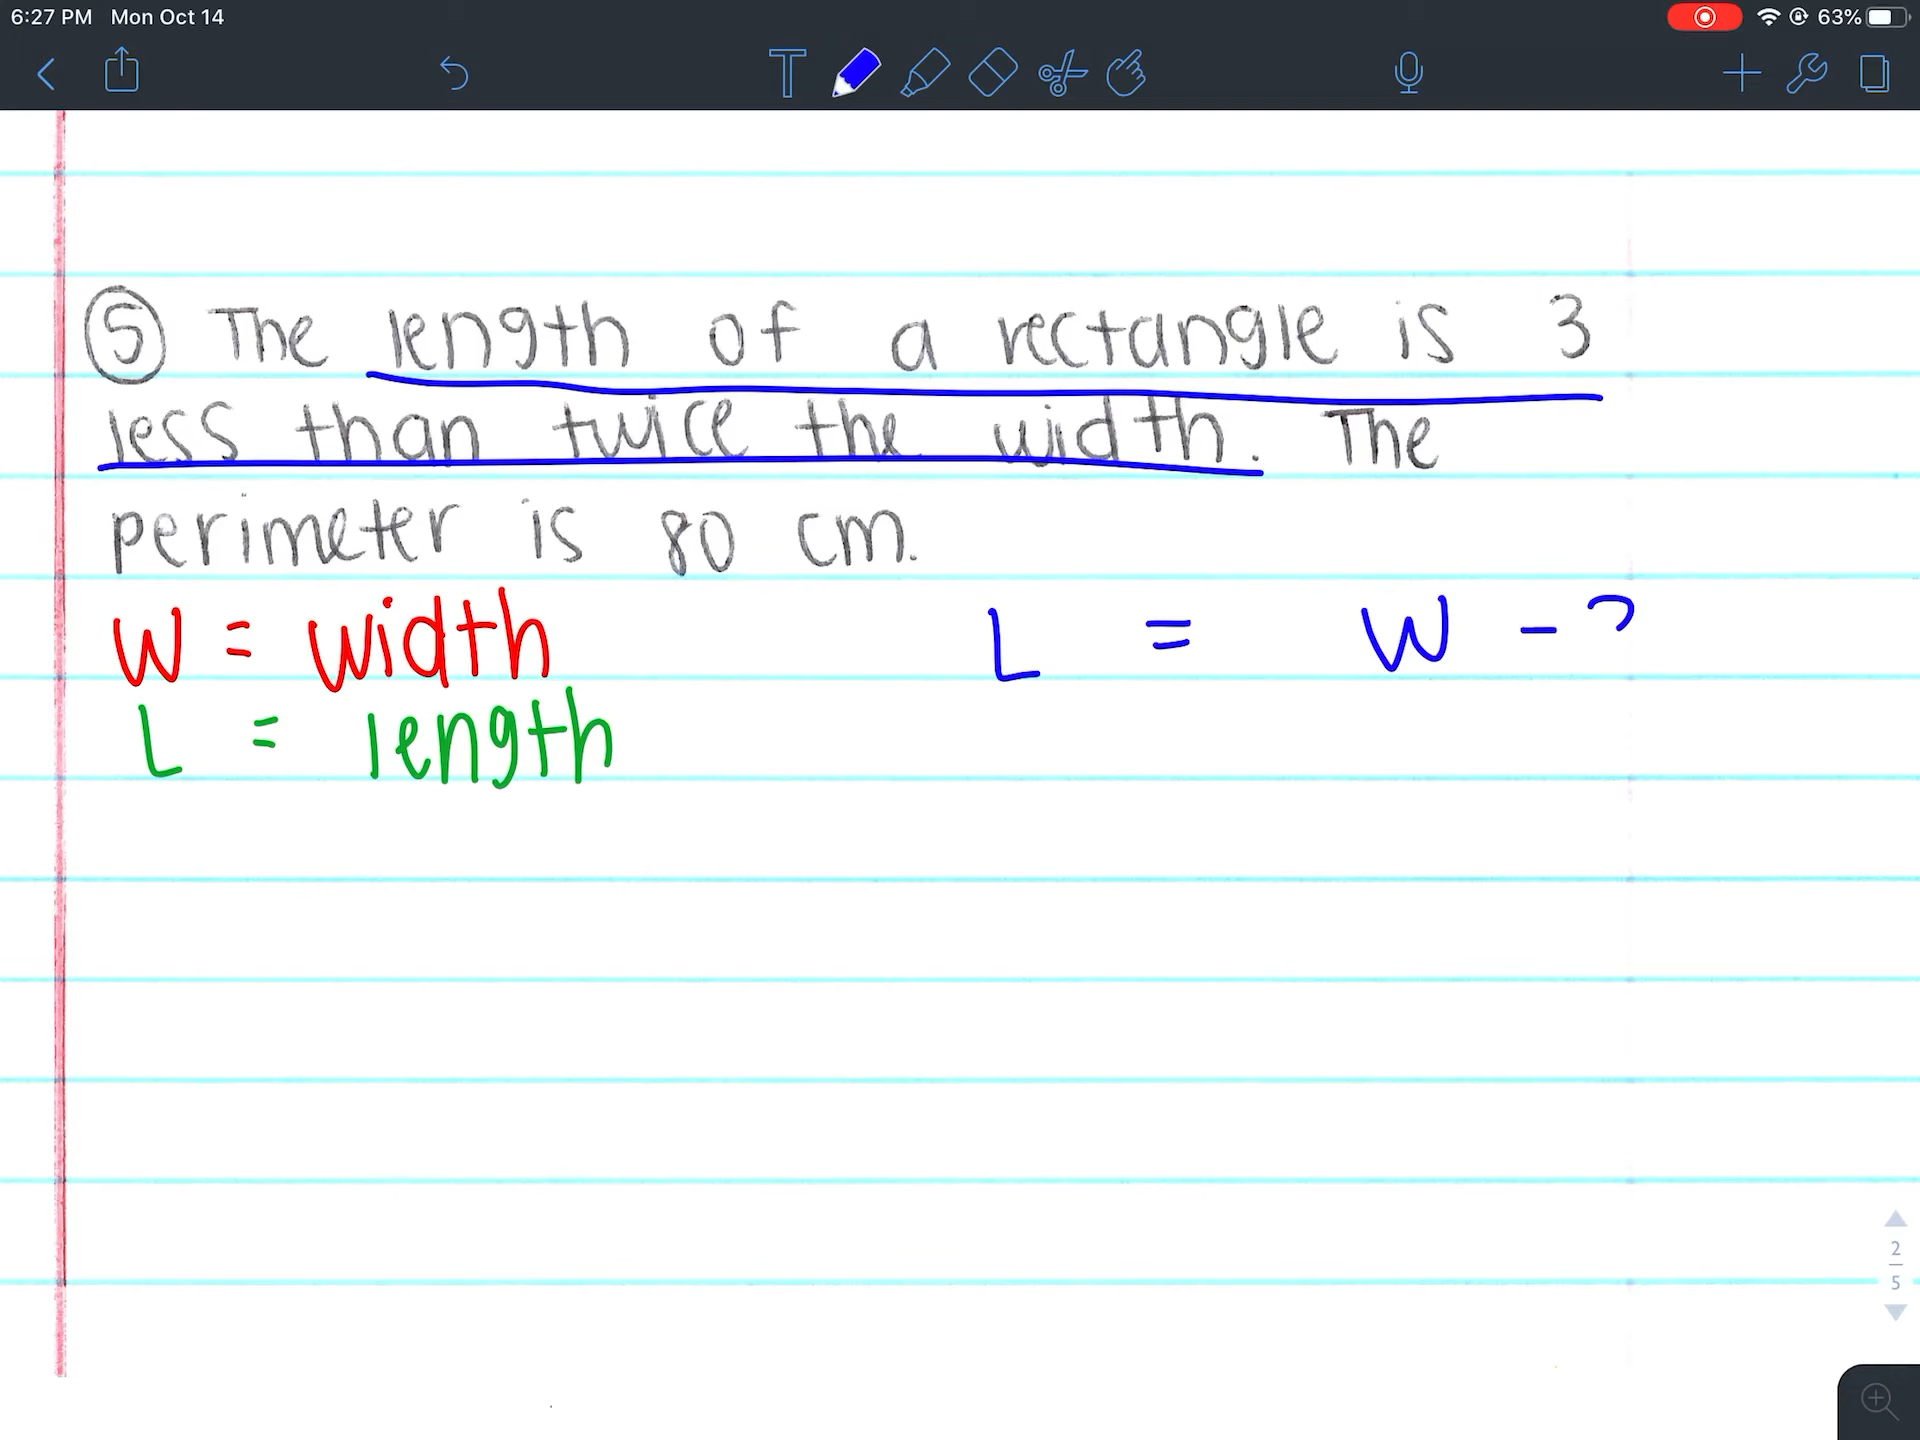 6:27 PM Mon Oct 14 63%
T
⑤ The length of a rectangle is 3
less than twice the width. The
perimeter is 80 cm.
W = width L = W -
L = length
2
5